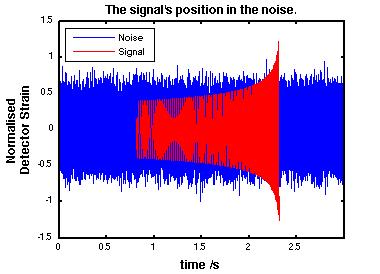 The signal's position in the noise.
1.5
Noise
Signal
1
0.5
0
-0.5
-1
-1.5
Normalised
Detector Strain
0 0.5 1 1.5 2 2.5
time /s